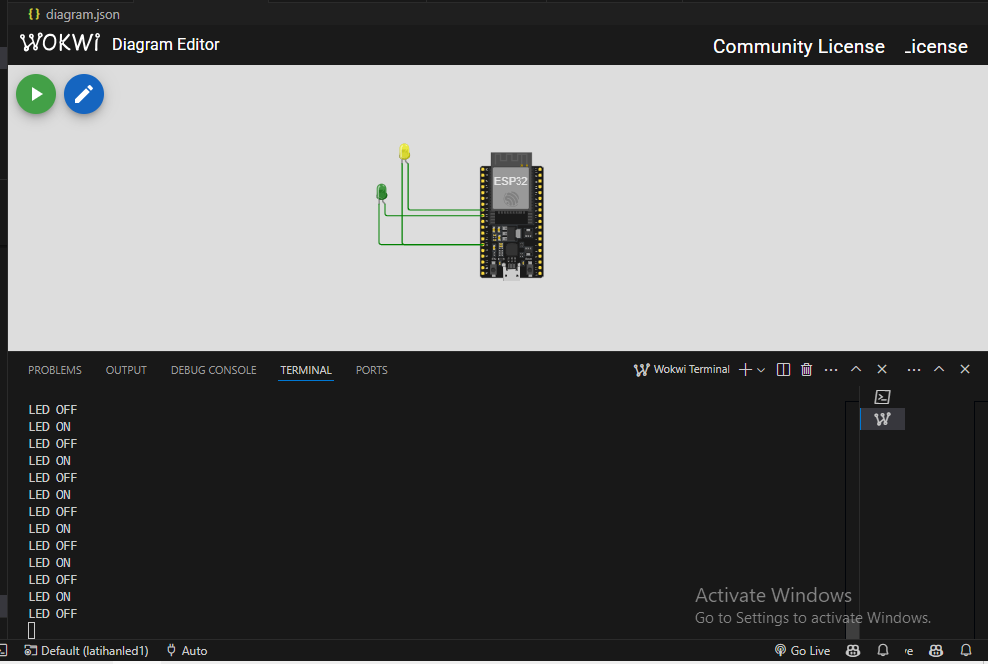 {} diagram.json
WOKWI Diagram Editor
Community License
License
ESP32
PROBLEMS OUTPUT DEBUG CONSOLE TERMINAL PORTS
Wokwi Terminal
LED OFF
LED ON
LED OFF
LED ON
LED OFF
LED ON
LED OFF
LED ON
LED OFF
LED ON
LED OFF
LED ON
LED OFF
Activate Windows
Go to Settings to activate Windows.
Default (latihanled1) Auto Go Live